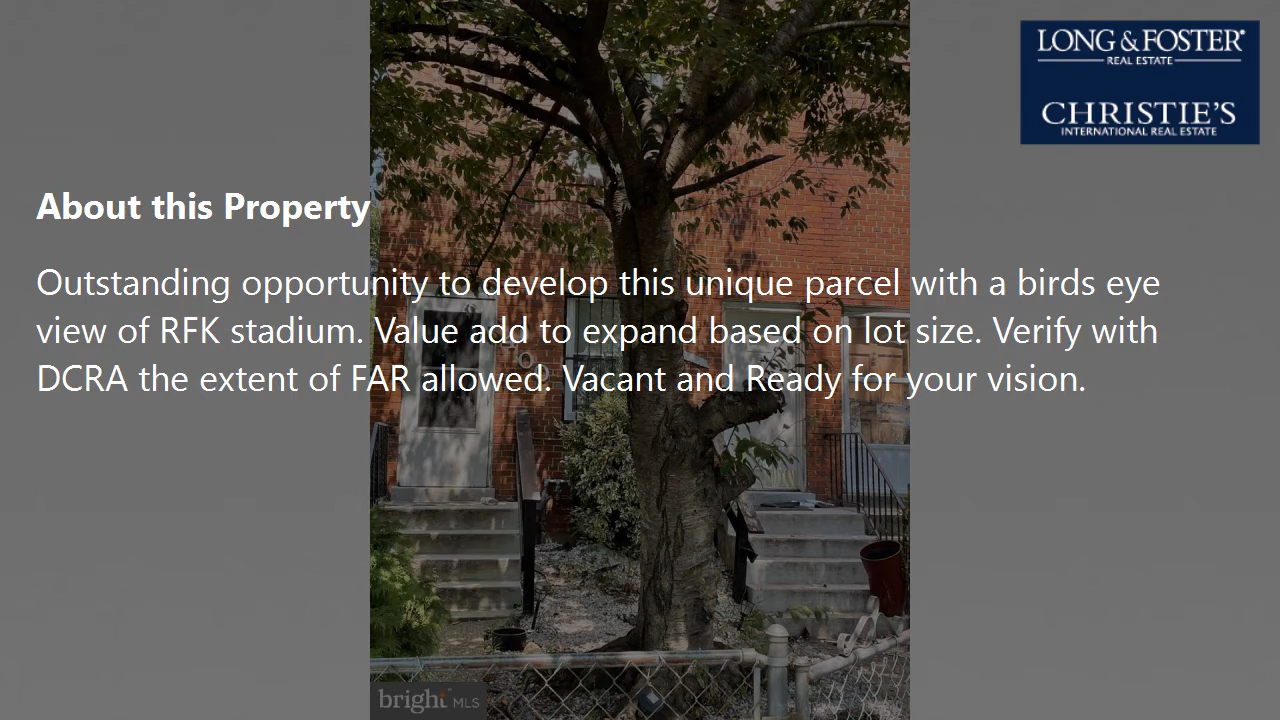 LONG & FOSTER®
REAL ESTATE
CHRISTIE'S
INTERNATIONAL REAL ESTATE
About this Property
Outstanding opportunity to develop this unique parcel with a birds eye
view of RFK stadium. Value add to expand based on lot size. Verify with
DCRA the extent of FAR allowed. Vacant and Ready for your vision.
bright MLS